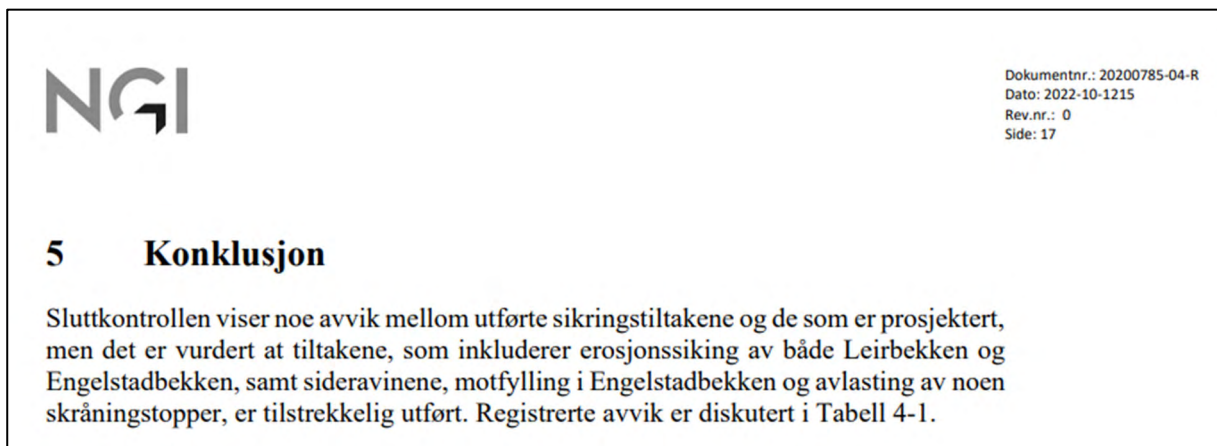 NGI
Dokumentnr.: 20200785-04-R
Dato: 2022-10-1215
Rev.nr.: 0
Side: 17
5 Konklusjon
Sluttkontrollen viser noe avvik mellom utførte sikringstiltakene og de som er prosjektert,
men det er vurdert at tiltakene, som inkluderer erosjonssiking av både Leirbekken og
Engelstadbekken, samt sideravinene, motfylling i Engelstadbekken og avlasting av noen
skråningstopper, er tilstrekkelig utført. Registrerte avvik er diskutert i Tabell 4-1.